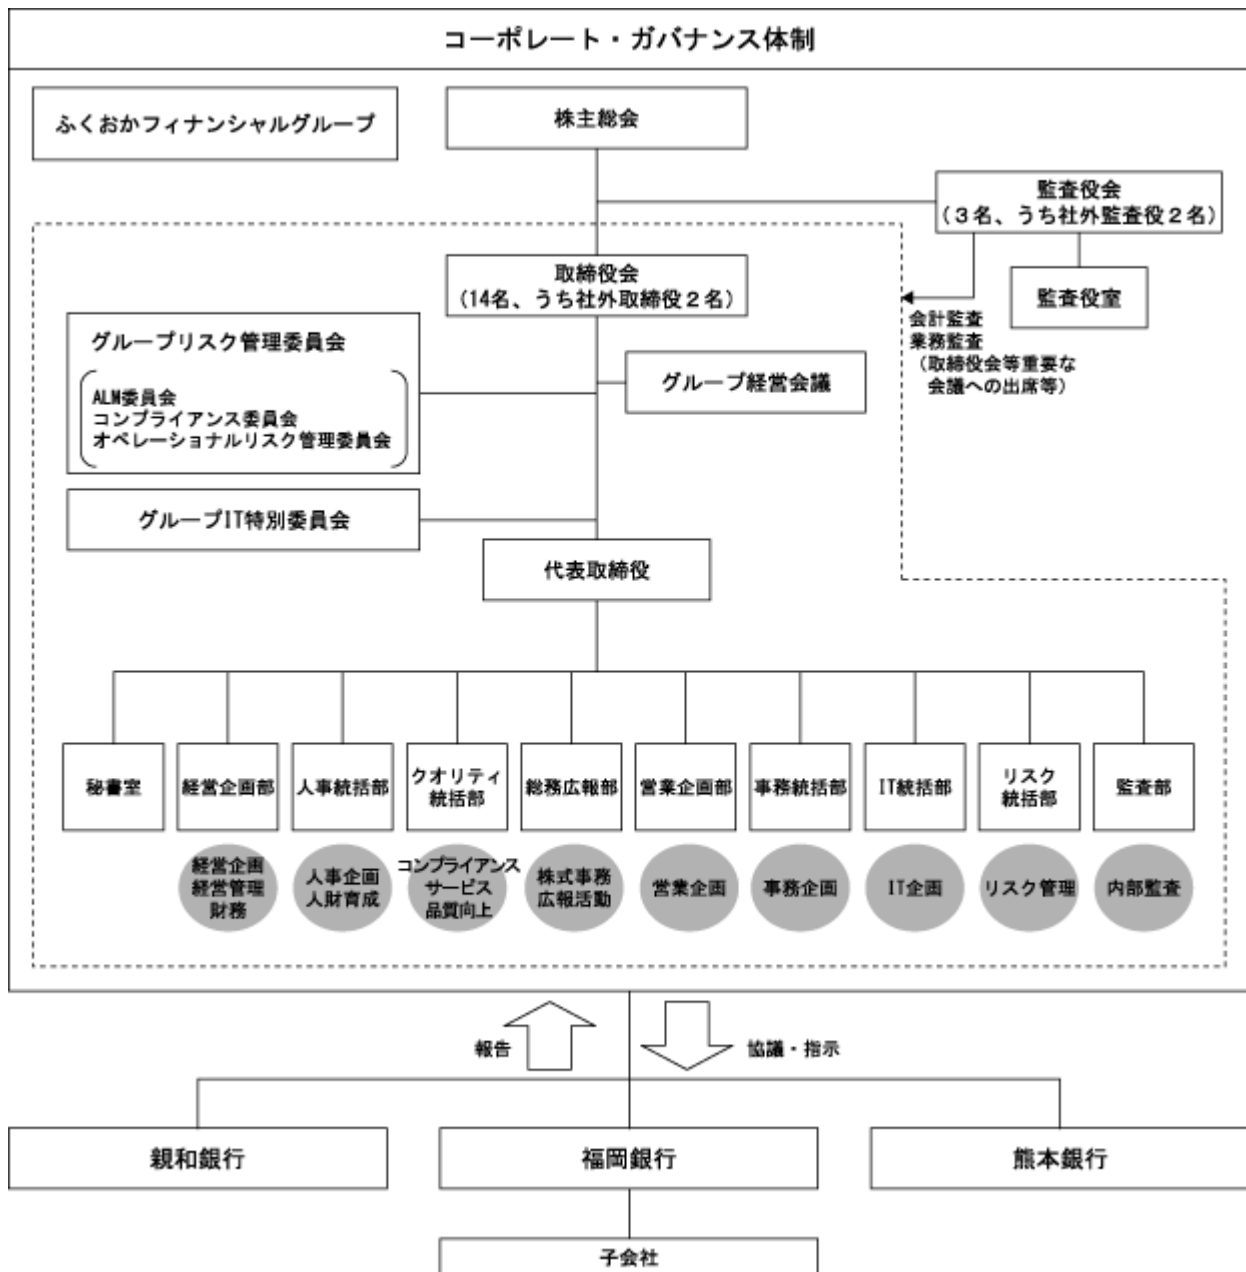 コーポレート・ガバナンス体制
ふくおかフィナンシャルグループ
株主総会
監査役会
(3名、うち社外監査役2名)
取締役会
(14名、うち社外取締役2名)
監査役室
会計監査
業務監査
(取締役会等重要な
会議への出席等)
グループリスク管理委員会
ALM委員会
コンプライアンス委員会
オペレーショナルリスク管理委員会
グループ経営会議
グループIT特別委員会
代表取締役
秘書室
経営企画部
人事統括部
クオリティ
統括部
総務広報部
営業企画部
事務統括部
IT統括部
リスク
統括部
監査部
経営企画
経営管理
財務
人事企画
人財育成
コンプライアンス
サービス
品質向上
株式事務
広報活動
営業企画
事務企画
IT企画
リスク管理
内部監査
報告
協議・指示
親和銀行
福岡銀行
熊本銀行
子会社